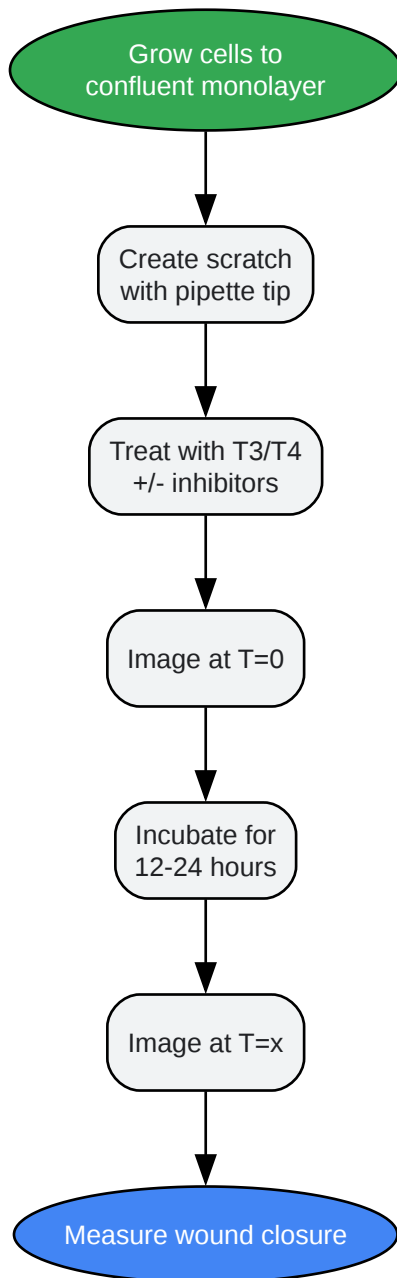 Grow cells to
confluent monolayer
Create scratch
with pipette tip
Treat with T3/T4
+/- inhibitors
Image at T=0
Incubate for
12-24 hours
Image at T=x
Measure wound closure